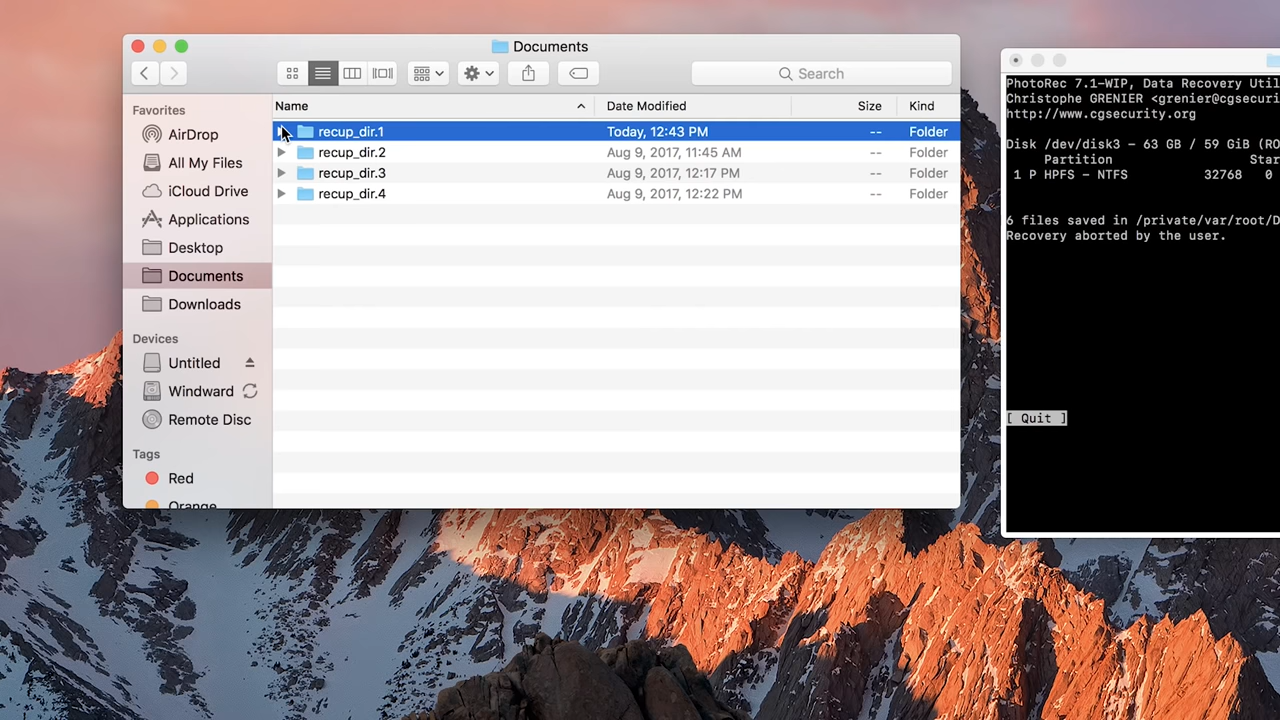 Documents
Search
Favorites
AirDrop
All My Files
iCloud Drive
Applications
Desktop
Documents
Downloads
Devices
Untitled
Windward
Remote Disc
Tags
Red
Orange
Name Date Modified Size Kind
recup_dir.1 Today, 12:43 PM -- Folder
recup_dir.2 Aug 9, 2017, 11:45 AM -- Folder
recup_dir.3 Aug 9, 2017, 12:17 PM -- Folder
recup_dir.4 Aug 9, 2017, 12:22 PM -- Folder
PhotoRec 7.1-WIP, Data Recovery Util
Christophe GRENIER <grenier@cgsecuri
http://www.cgsecurity.org
Disk /dev/disk3 - 63 GB / 59 GiB (RO
Partition Star
1 P HPFS - NTFS 32768 0
6 files saved in /private/var/root/D
Recovery aborted by the user.
[ Quit ]